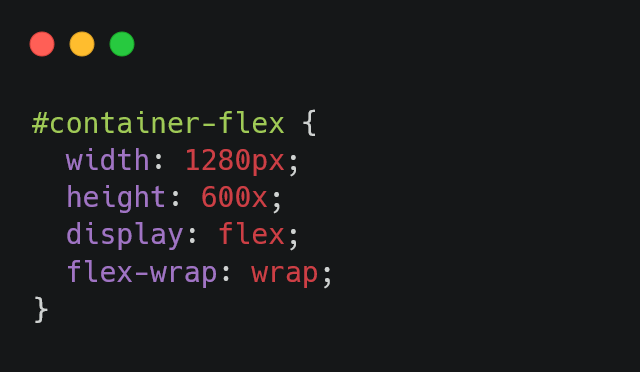 #container-flex {
  width: 1280px;
  height: 600x;
  display: flex;
  flex-wrap: wrap;
}